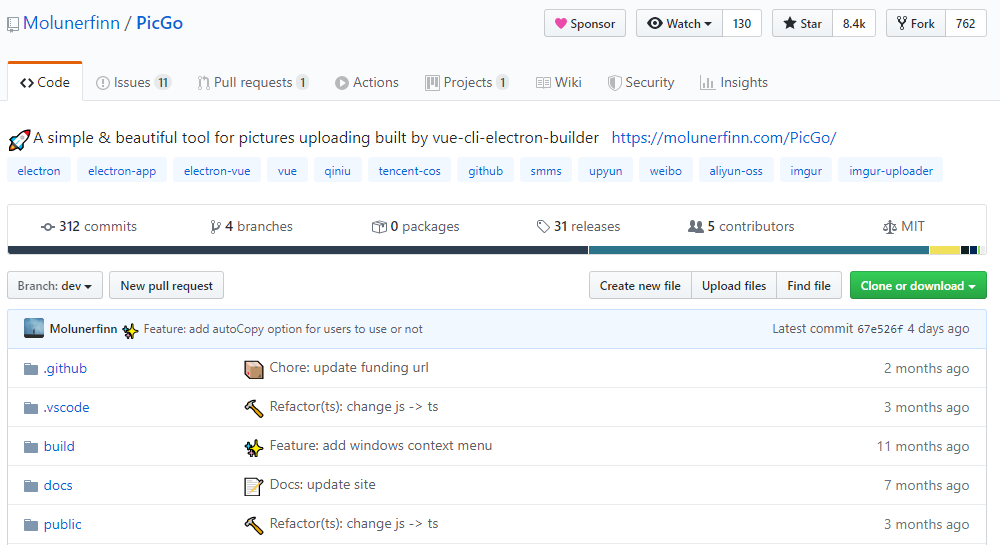 Molunerfinn / PicGo
Sponsor Watch 130 Star 8.4k Fork 762
Code Issues 11 Pull requests 1 Actions Projects 1 Wiki Security Insights
A simple & beautiful tool for pictures uploading built by vue-cli-electron-builder https://molunerfinn.com/PicGo/
electron electron-app electron-vue vue qiniu tencent-cos github smms upyun weibo aliyun-oss imgur imgur-uploader
312 commits 4 branches 0 packages 31 releases 5 contributors MIT
Branch: dev New pull request Create new file Upload files Find file Clone or download
Molunerfinn Feature: add autoCopy option for users to use or not Latest commit 67e526f 4 days ago
.github Chore: update funding url 2 months ago
.vscode Refactor(ts): change js -> ts 3 months ago
build Feature: add windows context menu 11 months ago
docs Docs: update site 7 months ago
public Refactor(ts): change js -> ts 3 months ago